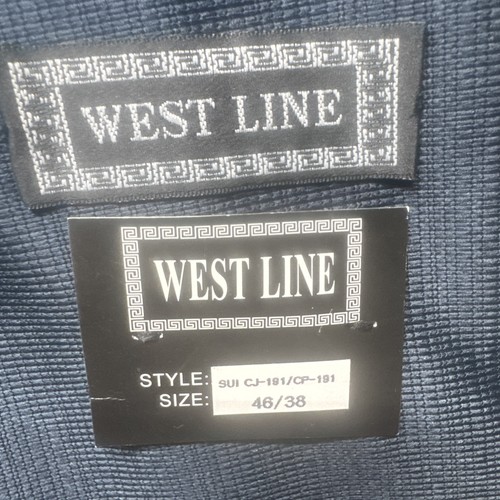 WEST LINE
WEST LINE
STYLE: SUI CJ-191/CP-191
SIZE: 46/38